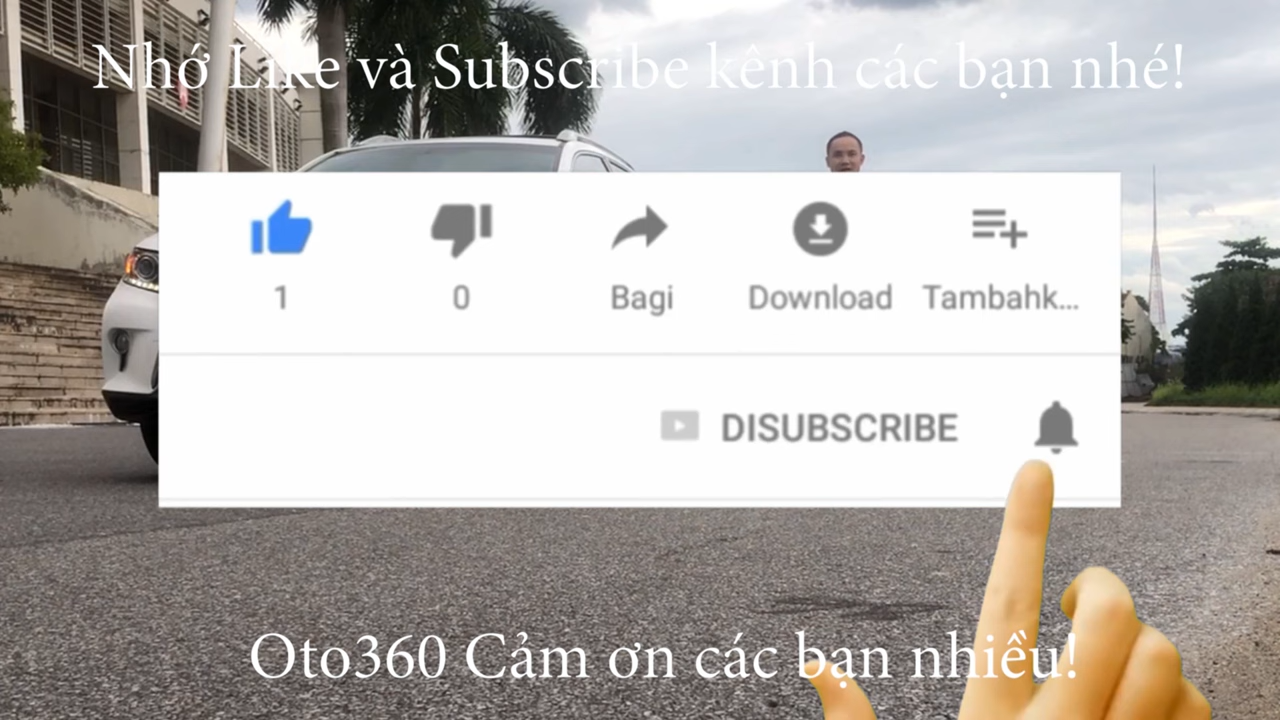 Nhớ Like và Subscribe kênh các bạn nhé!
1
0
Bagi
Download
Tambahk...
DISUBSCRIBE
Oto360 Cảm ơn các bạn nhiều!